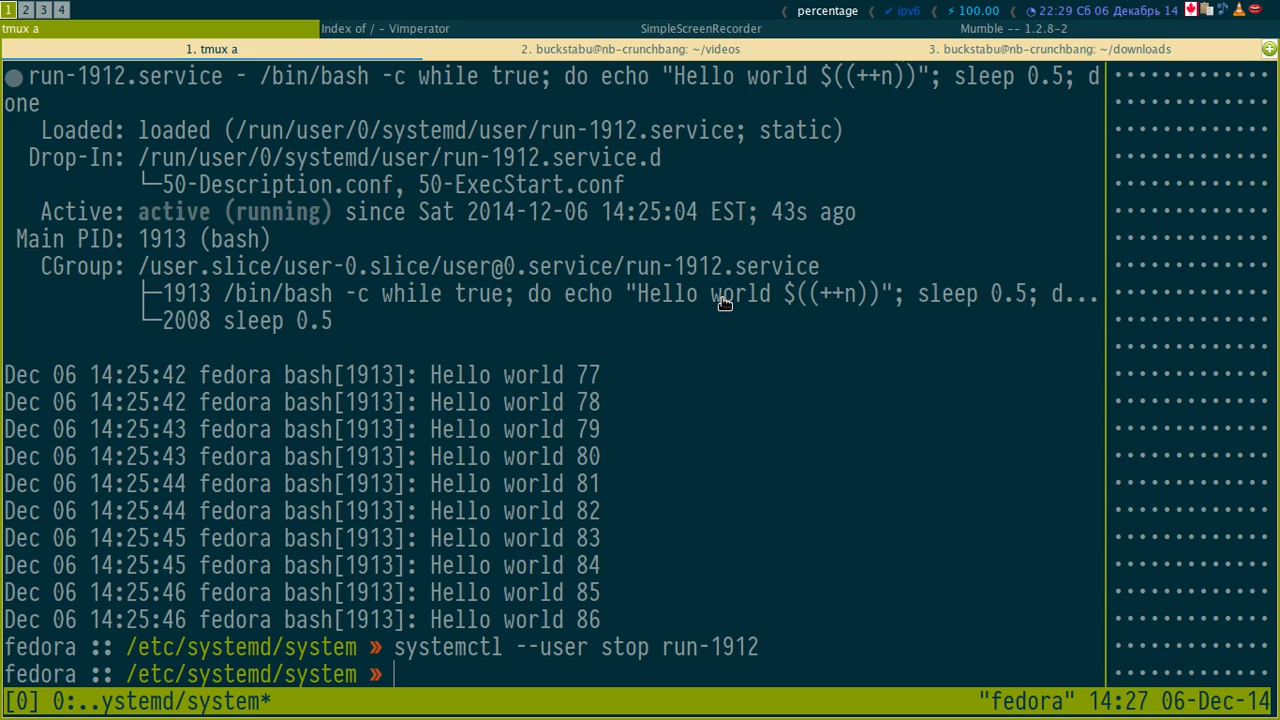 1 2 3 4 percentage ipv6 100.00 22:29 Сб 06 Декабрь 14
tmux a Index of / - Vimperator SimpleScreenRecorder Mumble -- 1.2.8-2
1. tmux a 2. buckstabu@nb-crunchbang: ~/videos 3. buckstabu@nb-crunchbang: ~/downloads
● run-1912.service - /bin/bash -c while true; do echo "Hello world $((++n))"; sleep 0.5; d
one
Loaded: loaded (/run/user/0/systemd/user/run-1912.service; static)
Drop-In: /run/user/0/systemd/user/run-1912.service.d
└─50-Description.conf, 50-ExecStart.conf
Active: active (running) since Sat 2014-12-06 14:25:04 EST; 43s ago
Main PID: 1913 (bash)
CGroup: /user.slice/user-0.slice/user@0.service/run-1912.service
├─1913 /bin/bash -c while true; do echo "Hello world $((++n))"; sleep 0.5; d...
└─2008 sleep 0.5
Dec 06 14:25:42 fedora bash[1913]: Hello world 77
Dec 06 14:25:42 fedora bash[1913]: Hello world 78
Dec 06 14:25:43 fedora bash[1913]: Hello world 79
Dec 06 14:25:43 fedora bash[1913]: Hello world 80
Dec 06 14:25:44 fedora bash[1913]: Hello world 81
Dec 06 14:25:44 fedora bash[1913]: Hello world 82
Dec 06 14:25:45 fedora bash[1913]: Hello world 83
Dec 06 14:25:45 fedora bash[1913]: Hello world 84
Dec 06 14:25:46 fedora bash[1913]: Hello world 85
Dec 06 14:25:46 fedora bash[1913]: Hello world 86
fedora :: /etc/systemd/system » systemctl --user stop run-1912
fedora :: /etc/systemd/system »
[0] 0:..ystemd/system* "fedora" 14:27 06-Dec-14